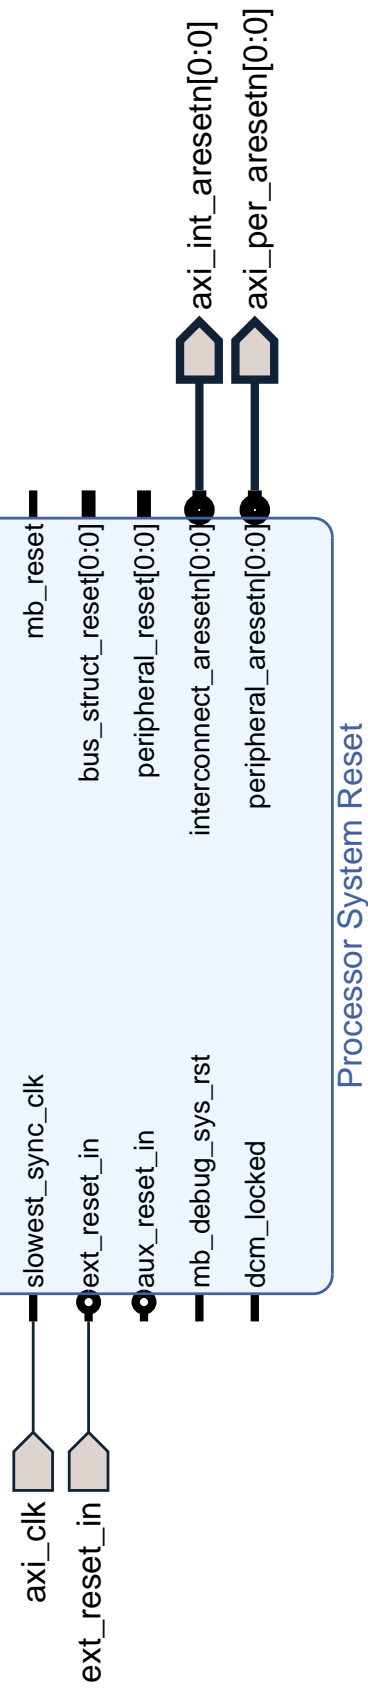 axi_int_aresetn[0:0]
axi_per_aresetn[0:0]
mb_reset
bus_struct_reset[0:0]
peripheral_reset[0:0]
interconnect_aresetn[0:0]
peripheral_aresetn[0:0]
slowest_sync_clk
ext_reset_in
aux_reset_in
mb_debug_sys_rst
dcm_locked
axi_clk
ext_reset_in
Processor System Reset